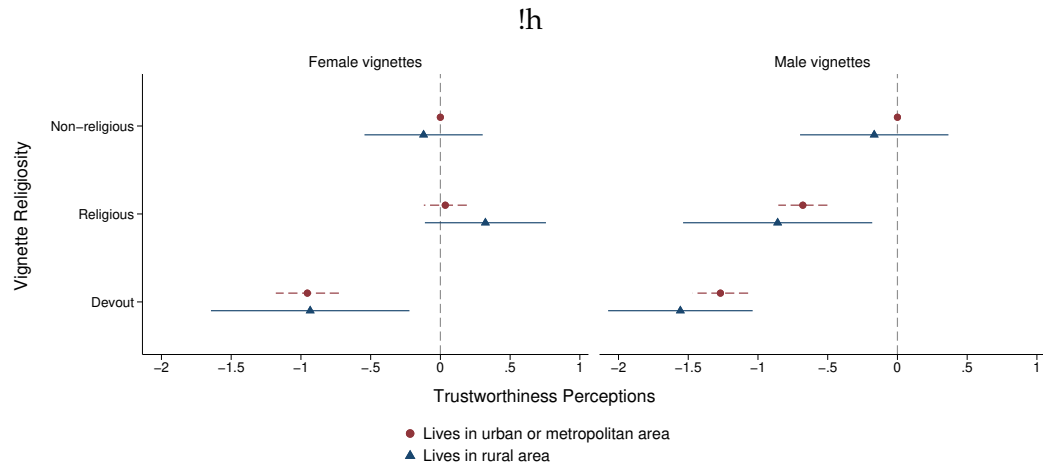 !h
Female vignettes
Male vignettes
Vignette Religiosity
Non−religious
Religious
Devout
−2 −1.5 −1 −.5 0 .5 1
−2 −1.5 −1 −.5 0 .5 1
Trustworthiness Perceptions
Lives in urban or metropolitan area
Lives in rural area